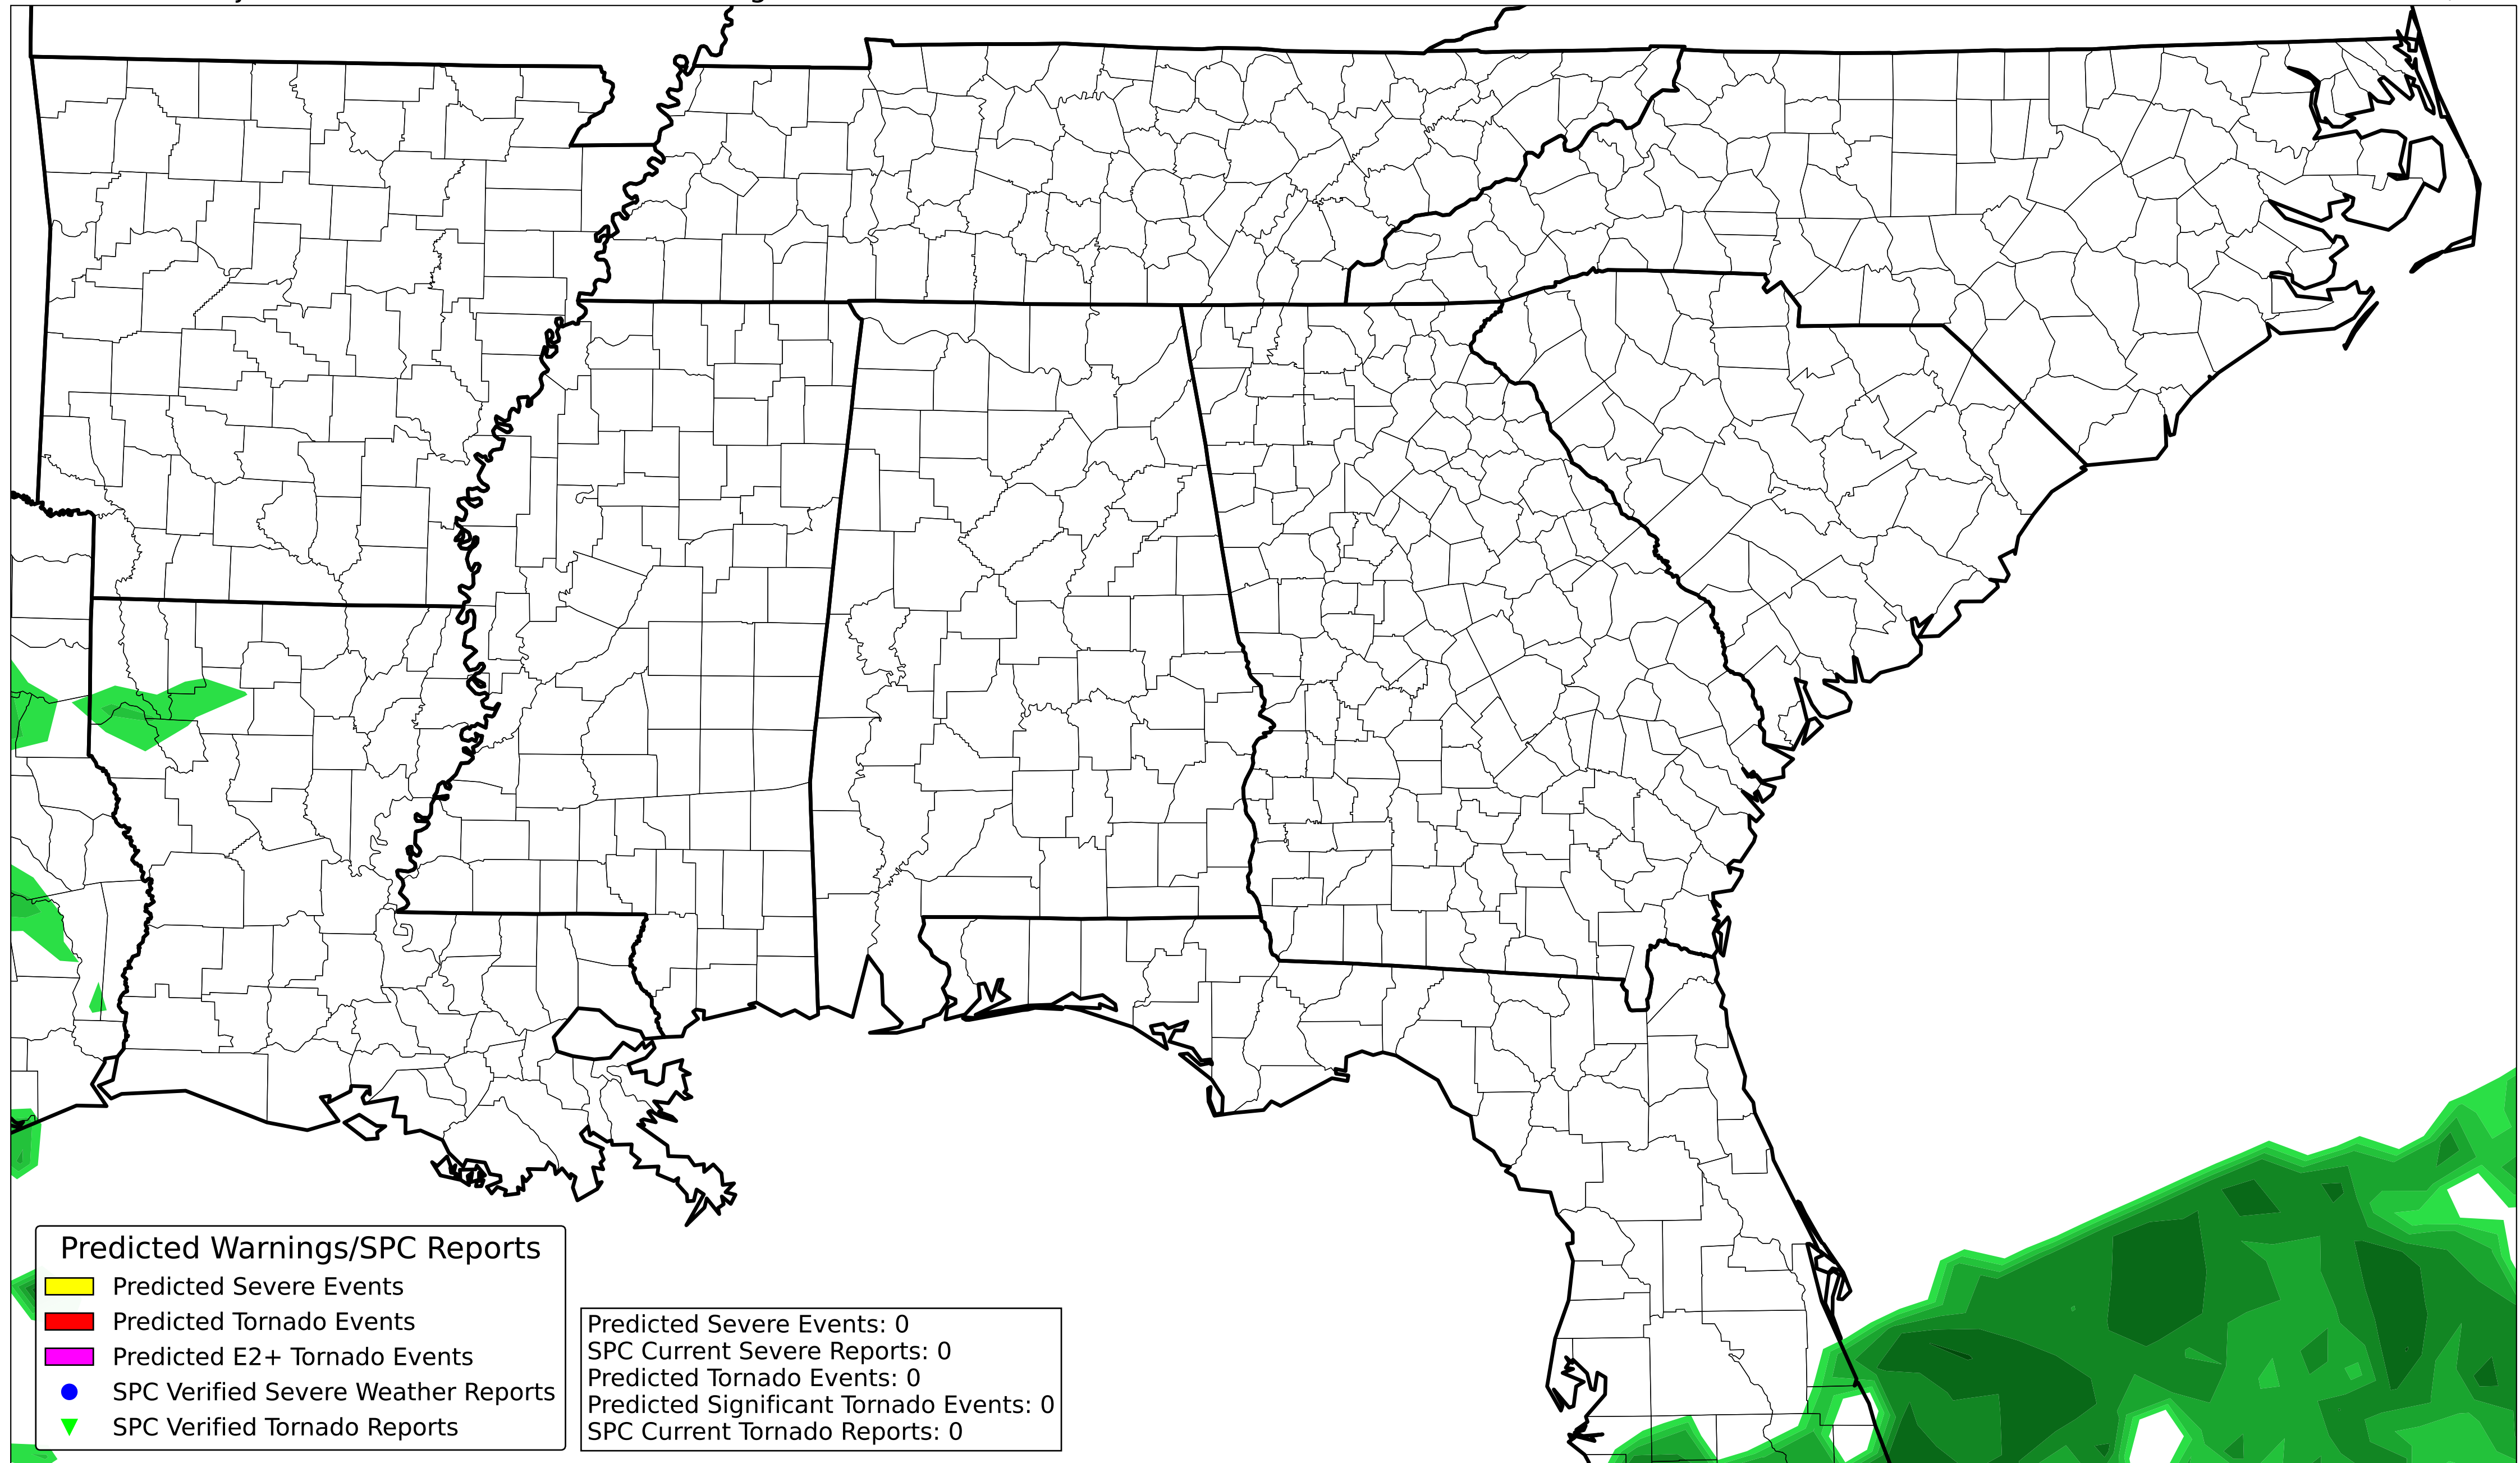 Predicted Warnings/SPC Reports
Predicted Severe Events
Predicted Tornado Events
Predicted E2+ Tornado Events
SPC Verified Severe Weather Reports
SPC Verified Tornado Reports
Predicted Severe Events: 0
SPC Current Severe Reports: 0
Predicted Tornado Events: 0
Predicted Significant Tornado Events: 0
SPC Current Tornado Reports: 0